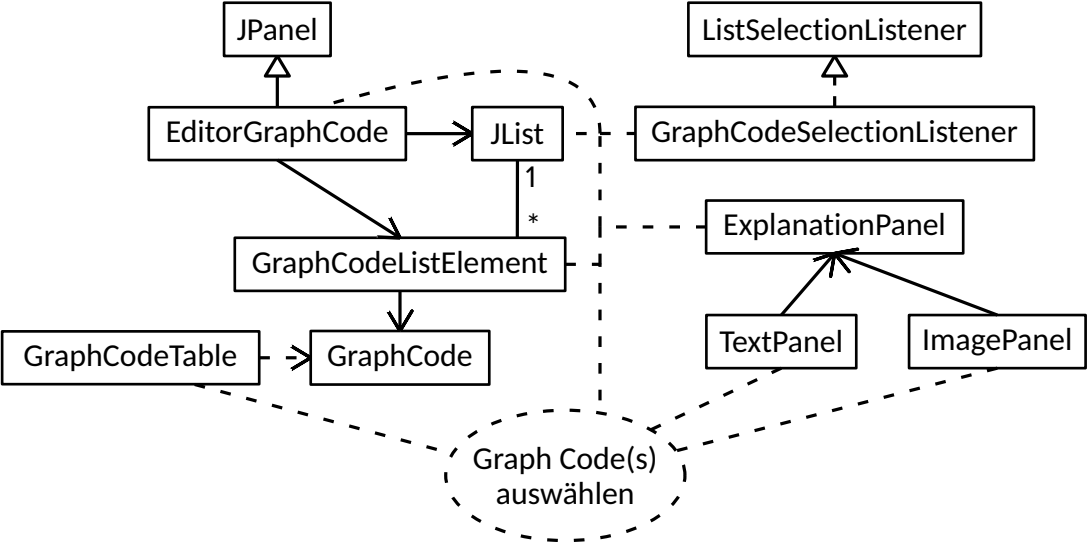 JPanel
ListSelectionListener
EditorGraphCode
JList
GraphCodeSelectionListener
1
*
ExplanationPanel
GraphCodeListElement
GraphCodeTable
GraphCode
TextPanel
ImagePanel
Graph Code(s)
auswählen